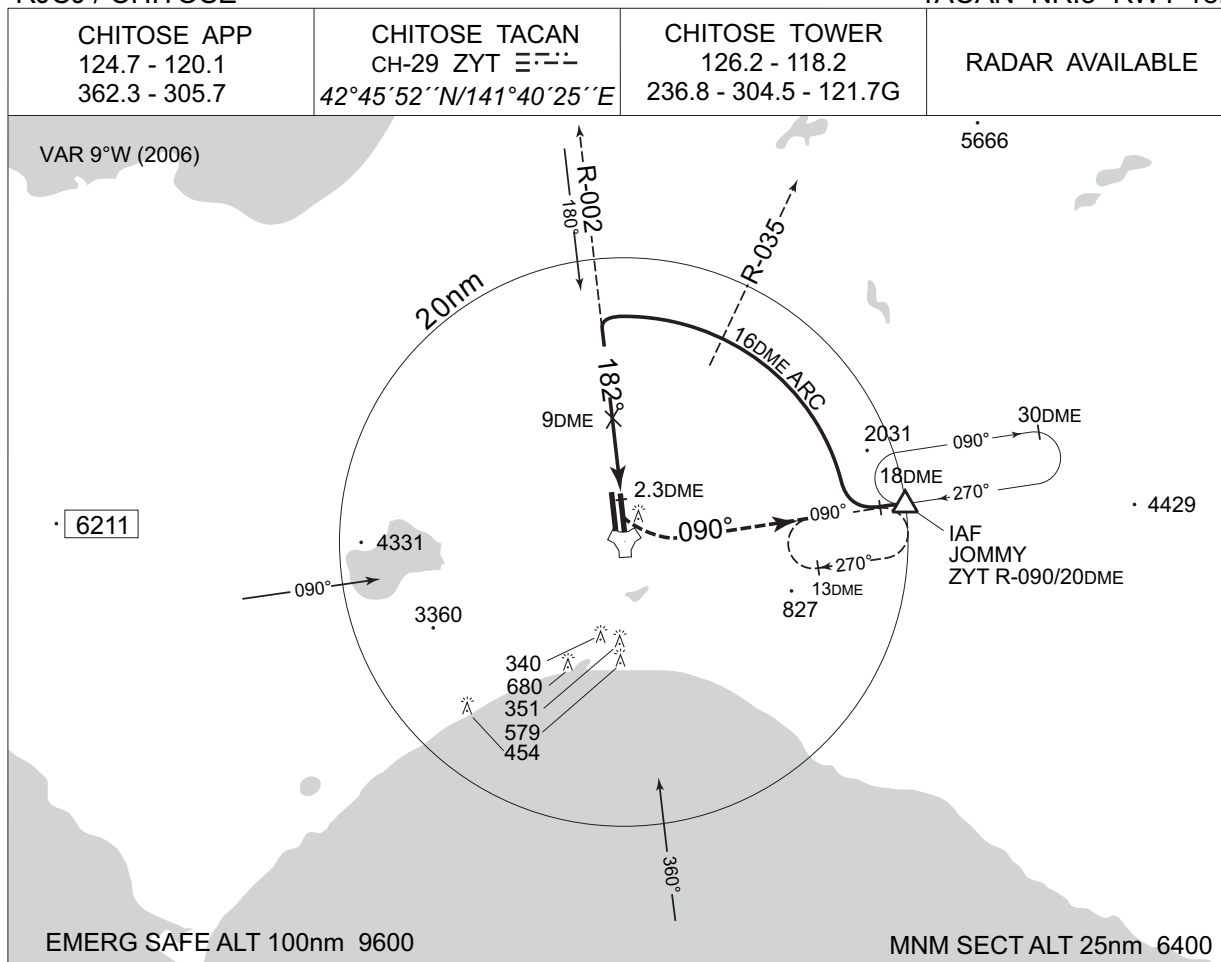 CHITOSE APP
124.7 - 120.1
362.3 - 305.7
CHITOSE TACAN
CH-29 ZYT
42°45´52´´N/141°40´25´´E
CHITOSE TOWER
126.2 - 118.2
236.8 - 304.5 - 121.7G
RADAR AVAILABLE
VAR 9°W (2006)
5666
R-002
180°
R-035
20nm
16DME ARC
182°
9DME
30DME
2031
090°
18DME
270°
2.3DME
090°
090°
4429
6211
4331
IAF
JOMMY
ZYT R-090/20DME
270°
13DME
090°
827
3360
340
680
351
579
454
360°
EMERG SAFE ALT 100nm 9600
MNM SECT ALT 25nm 6400